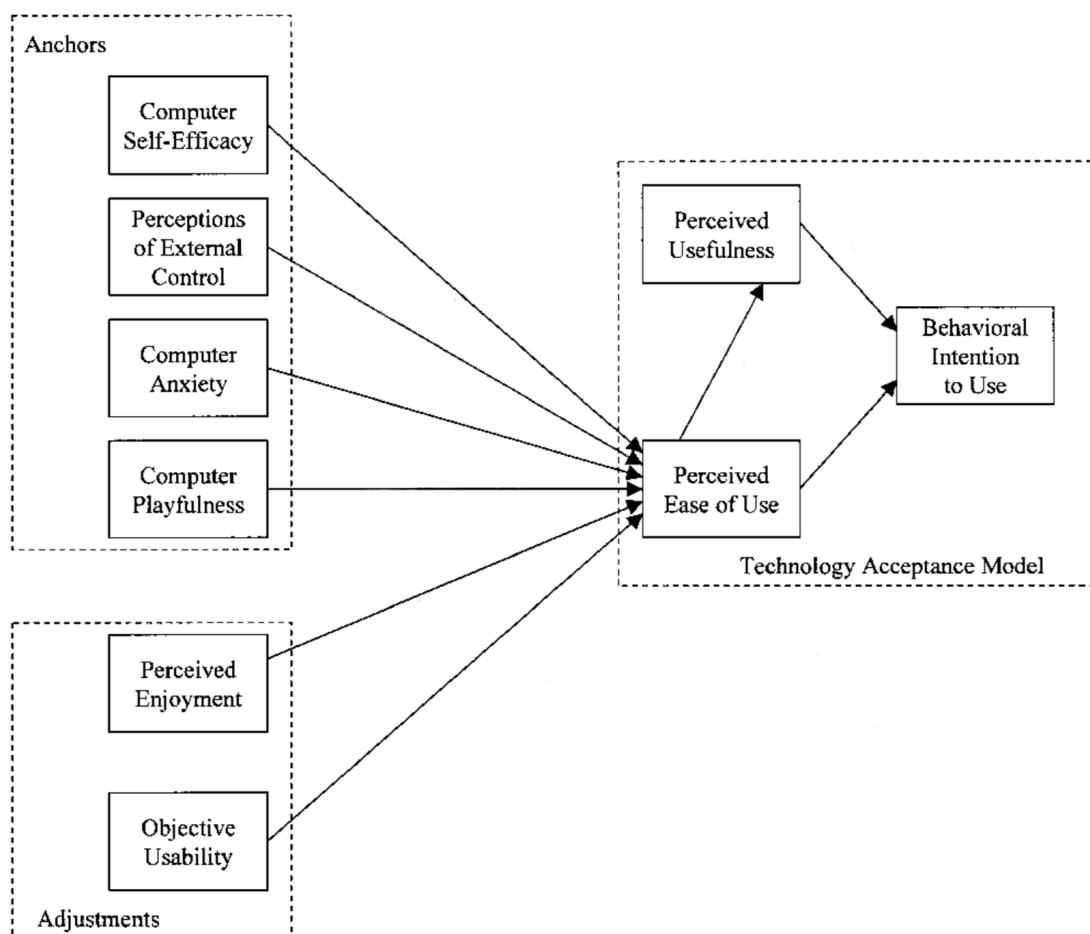 Anchors
Computer
Self-Efficacy
Perceptions
of External
Control
Computer
Anxiety
Computer
Playfulness
Perceived
Usefulness
Behavioral
Intention
to Use
Perceived
Ease of Use
Technology Acceptance Model
Perceived
Enjoyment
Objective
Usability
Adjustments